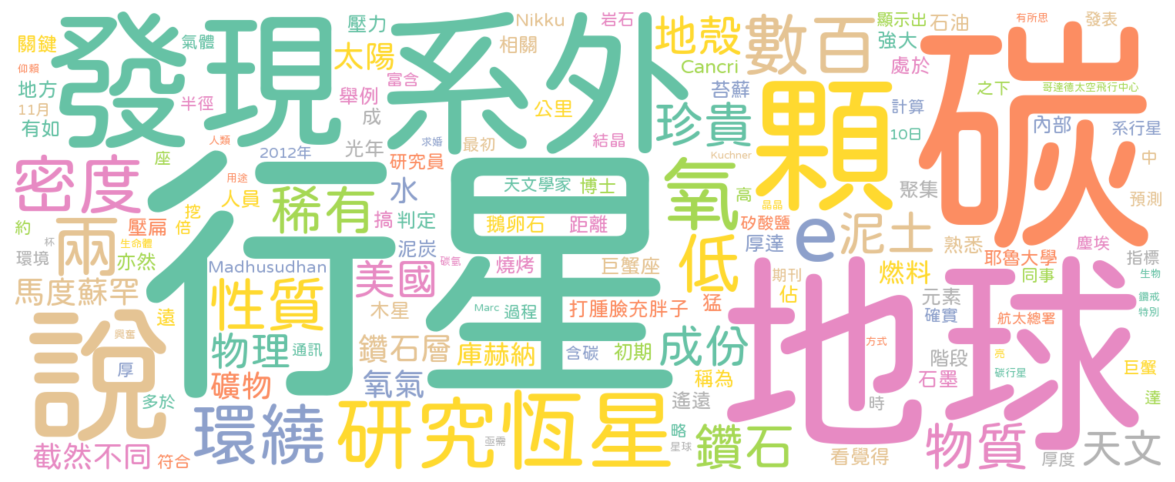 關鍵
氣體
壓力
Nikku
岩石
地殼
數百
顯示出
石油
有所思
發表
仰賴
發現
系外
太陽
相關
Cancri
強大
處於
碳
地方
富含
11月
半徑
舉例
成
公里
苔蘚
顆
之下
哥達德太空飛行中心
有如
人類
求婚
最初
結晶
珍貴
計算
10日
內部
系行星
座
2012年
光年
研究員
Kuchner
中
密度
行星
天文學家
博士
氧
高
晶晶
聚集
預測
用途
人員
稀有
水
挖
倍
搞
判定
鵝卵石
距離
矽酸鹽
e
泥土
約
壓扁
兩
杯
生命體
泥炭
燒烤
巨蟹座
低
厚達
熟悉
耶魯大學
塵埃
環境
亦然
Madhusudhan
美國
碳氫
期刊
燃料
同事
指標
生物
馬度蘇罕
遠
性質
木星
Marc
過程
打腫臉充胖子
猛
佔
元素
確實
航太總署
鑽戒
特別
地球
說
興奮
物理
通訊
鑽石層
庫赫納
含碳
初期
成份
方式
階段
亮
碳行星
巨蟹
厚
礦物
氧氣
稱為
石墨
多於
環繞
研究
恆星
遙遠
時
達
亟需
略
星球
鑽石
物質
天文
截然不同
符合
看覺得
厚度